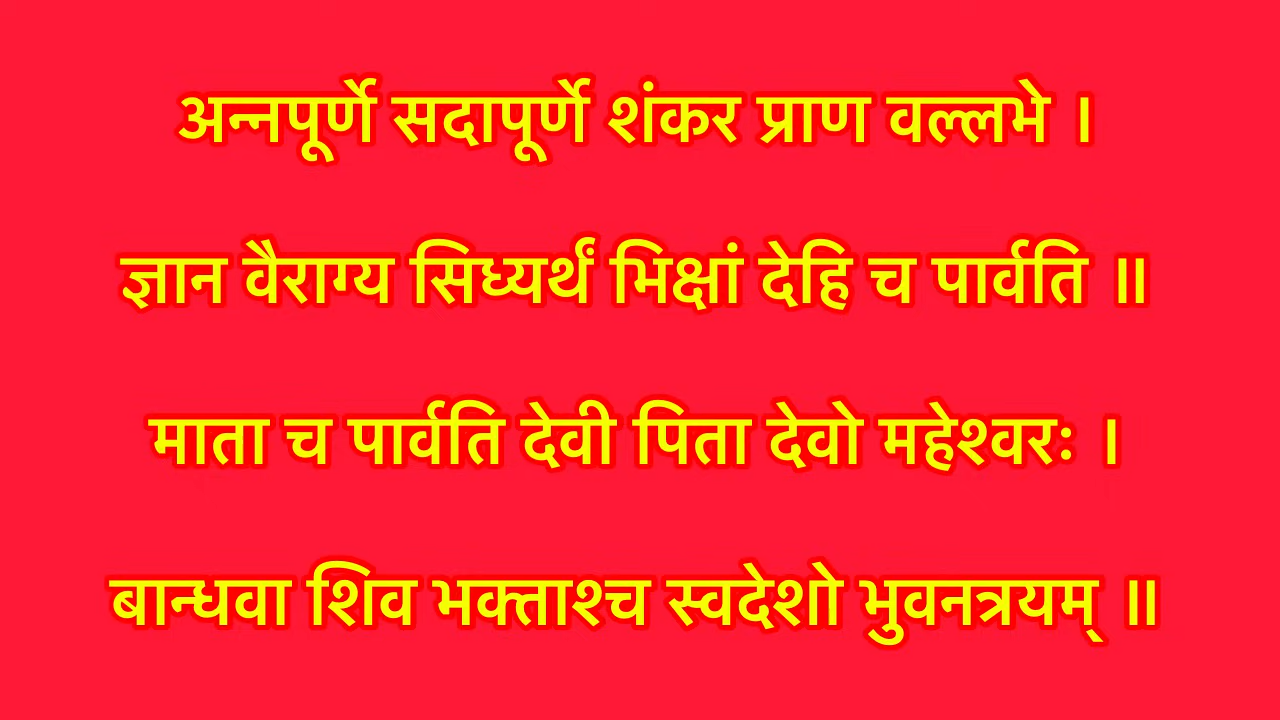 अन्नपूर्णे सदापूर्णे शंकर प्राण वल्लभे ।
ज्ञान वैराग्य सिध्यर्थं भिक्षां देहि च पार्वति ॥
माता च पार्वति देवी पिता देवो महेश्वरः ।
बान्धवा शिव भक्ताश्च स्वदेशो भुवनत्रयम् ॥